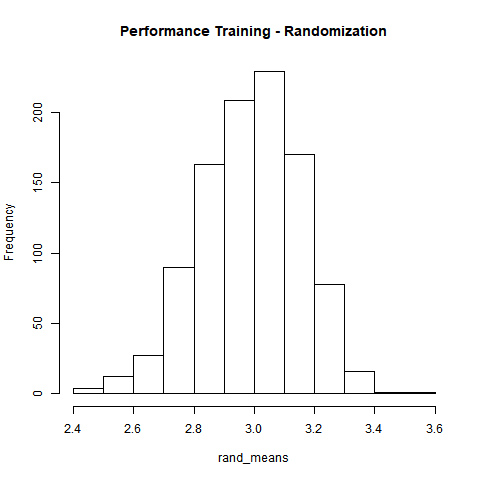 Performance Training - Randomization
Frequency
200
150
100
50
0
2.4 2.6 2.8 3.0 3.2 3.4 3.6
rand_means